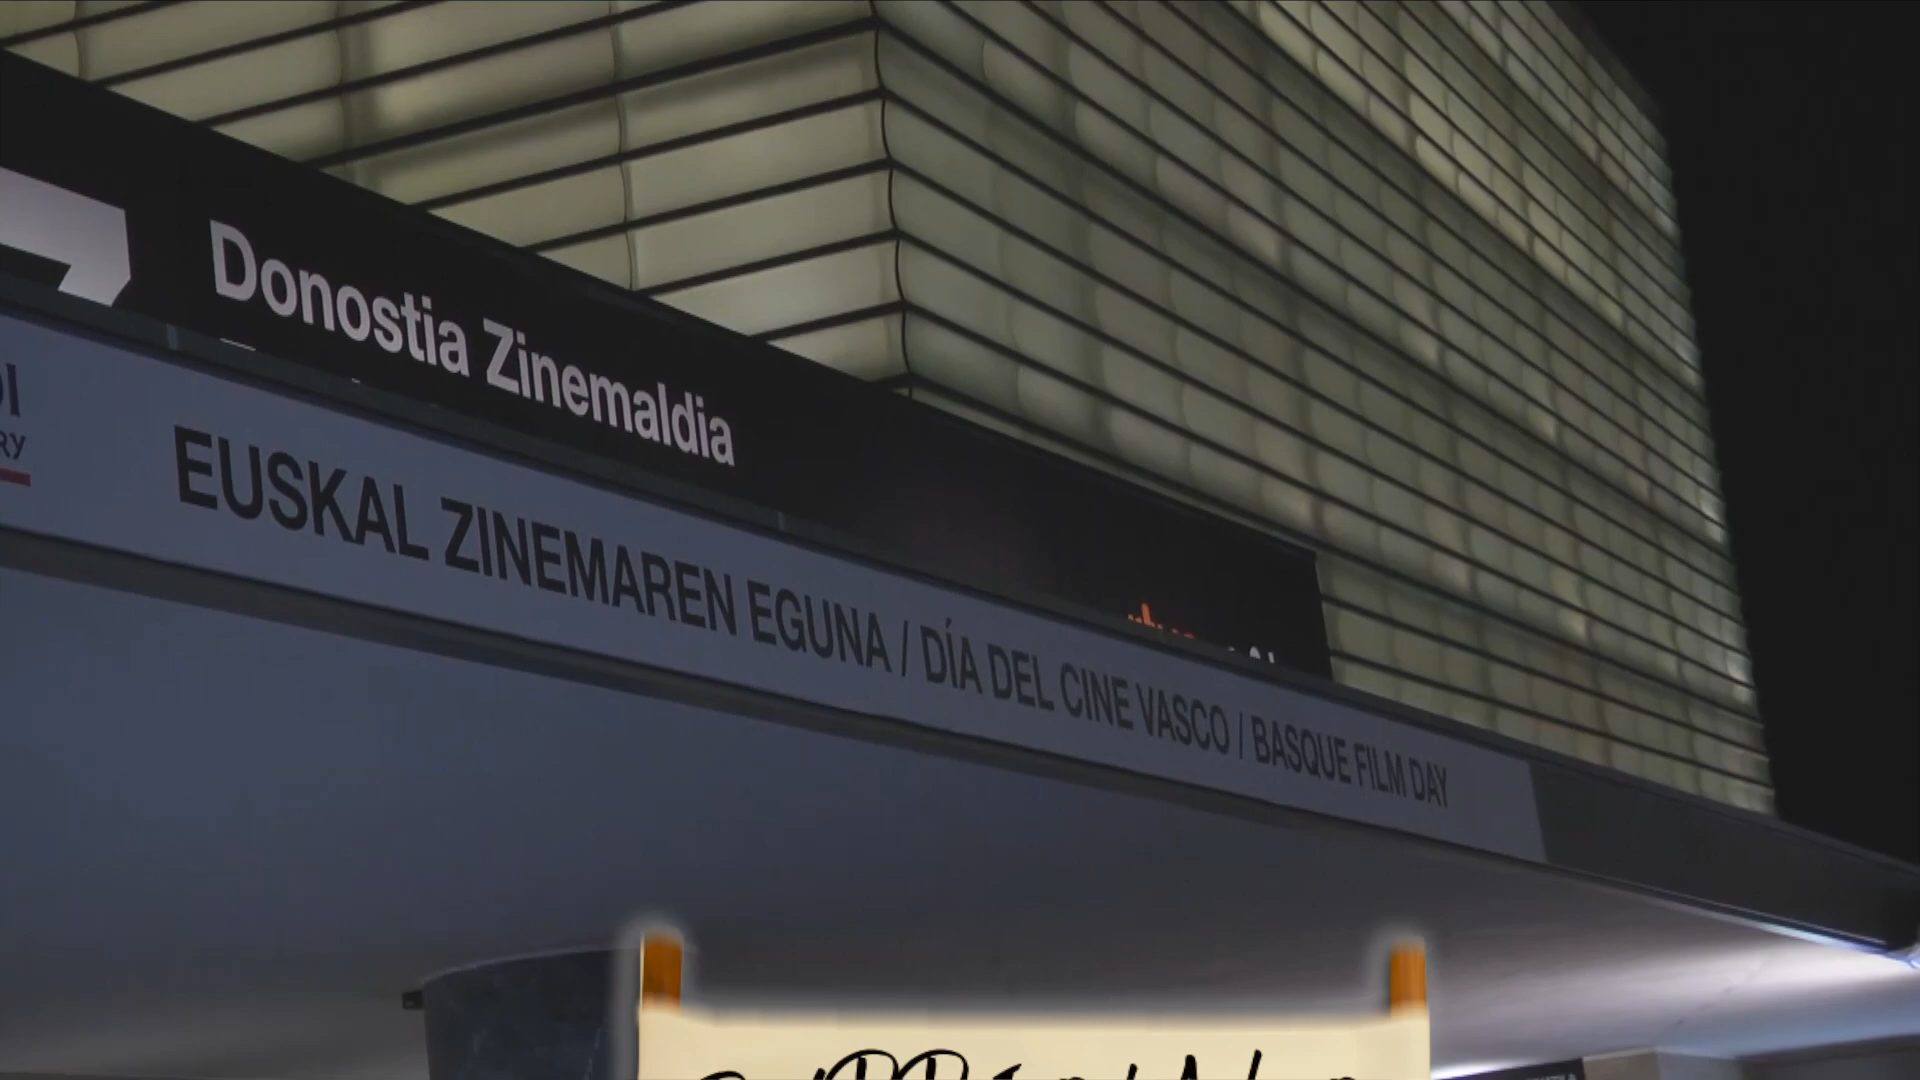 Donostia Zinemaldia
EUSKAL ZINEMAREN EGUNA / DÍA DEL CINE VASCO / BASQUE FILM DAY